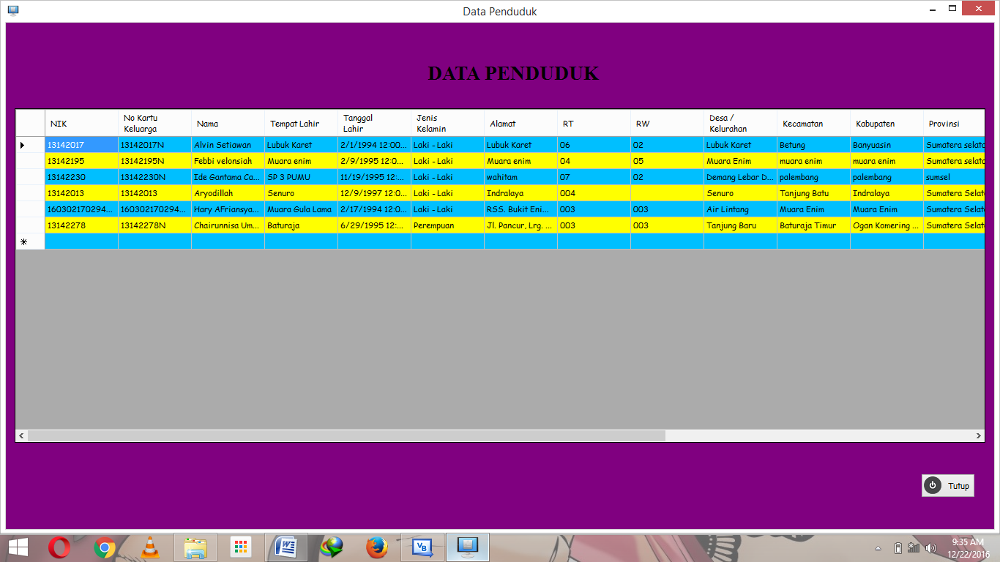 Data Penduduk
DATA PENDUDUK
NIK No Kartu Keluarga Nama Tempat Lahir Tanggal Lahir Jenis Kelamin Alamat RT RW Desa / Kelurahan Kecamatan Kabupaten Provinsi
13142017 13142017N Alvin Setiawan Lubuk Karet 2/1/1994 12:00... Laki - Laki Lubuk Karet 06 02 Lubuk Karet Betung Banyuasin Sumatera selata
13142195 13142195N Febbi velonsiah Muara enim 2/9/1995 12:0... Laki - Laki Muara enim 04 05 Muara Enim muara enim muara enim Sumatera selata
13142230 13142230N Ide Gantama Ca... SP 3 PUMU 11/19/1995 12:... Laki - Laki wahitam 07 02 Demang Lebar D... palembang palembang sumsel
13142013 13142013 Aryodillah Senuro 12/9/1997 12:0... Laki - Laki Indralaya 004 Senuro Tanjung Batu Indralaya Sumatera Selat
160302170294... 160302170294... Hary AFriansya... Muara Gula Lama 2/17/1994 12:0... Laki - Laki RSS. Bukit Eni... 003 003 Air Lintang Muara Enim Muara Enim Sumatera Selat
13142278 13142278N Chairunnisa Um... Baturaja 6/29/1995 12:... Perempuan Jl. Pancur, Lrg. ... 003 003 Tanjung Baru Baturaja Timur Ogan Komering ... Sumatera Selat
Tutup
VB
9:35 AM
12/22/2016